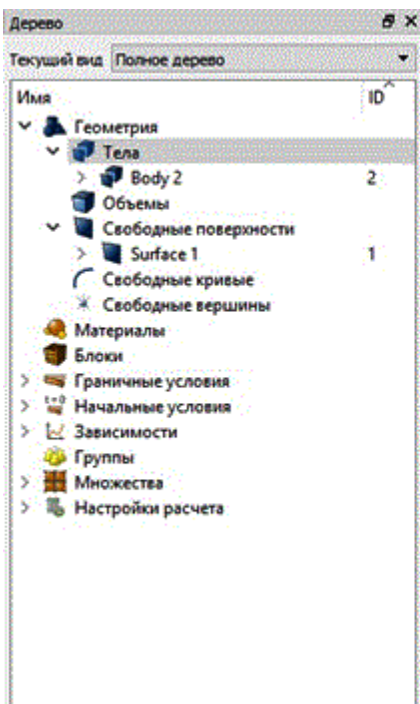 Дерево
Текущий вид Полное дерево
Имя ID
Геометрия
Тела
Body 2 2
Объемы
Свободные поверхности
Surface 1 1
Свободные кривые
Свободные вершины
Материалы
Блоки
Граничные условия
t=0 Начальные условия
Зависимости
Группы
Множества
Настройки расчета